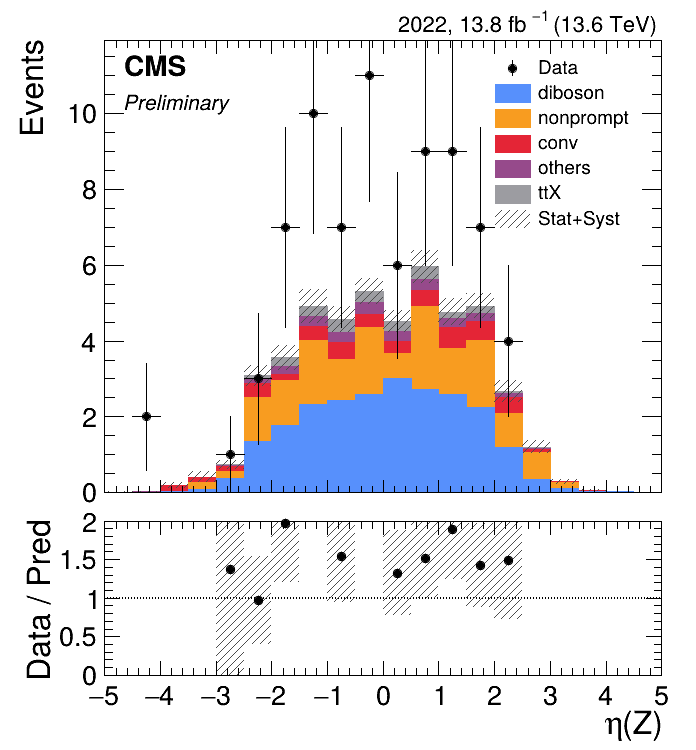 2022, 13.8 fb⁻¹ (13.6 TeV)
CMS
Preliminary
Events
Data
diboson
nonprompt
conv
others
ttX
Stat+Syst
10
8
6
4
2
0
Data / Pred
2
1.5
1
0.5
0
−5 −4 −3 −2 −1 0 1 2 3 4 5
η(Z)